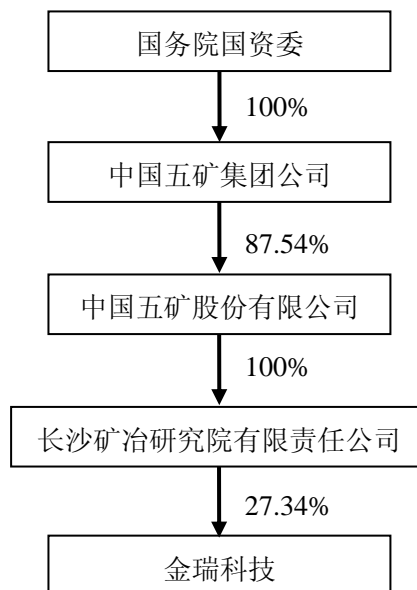 国务院国资委
100%
中国五矿集团公司
87.54%
中国五矿股份有限公司
100%
长沙矿冶研究院有限责任公司
27.34%
金瑞科技